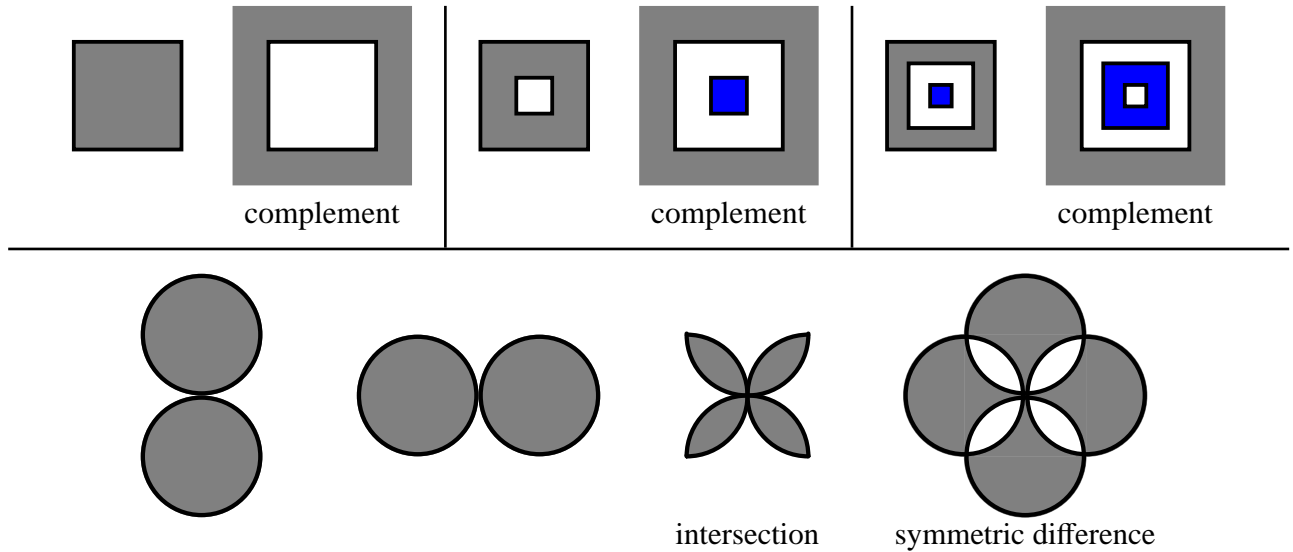 complement
complement
complement
intersection
symmetric difference